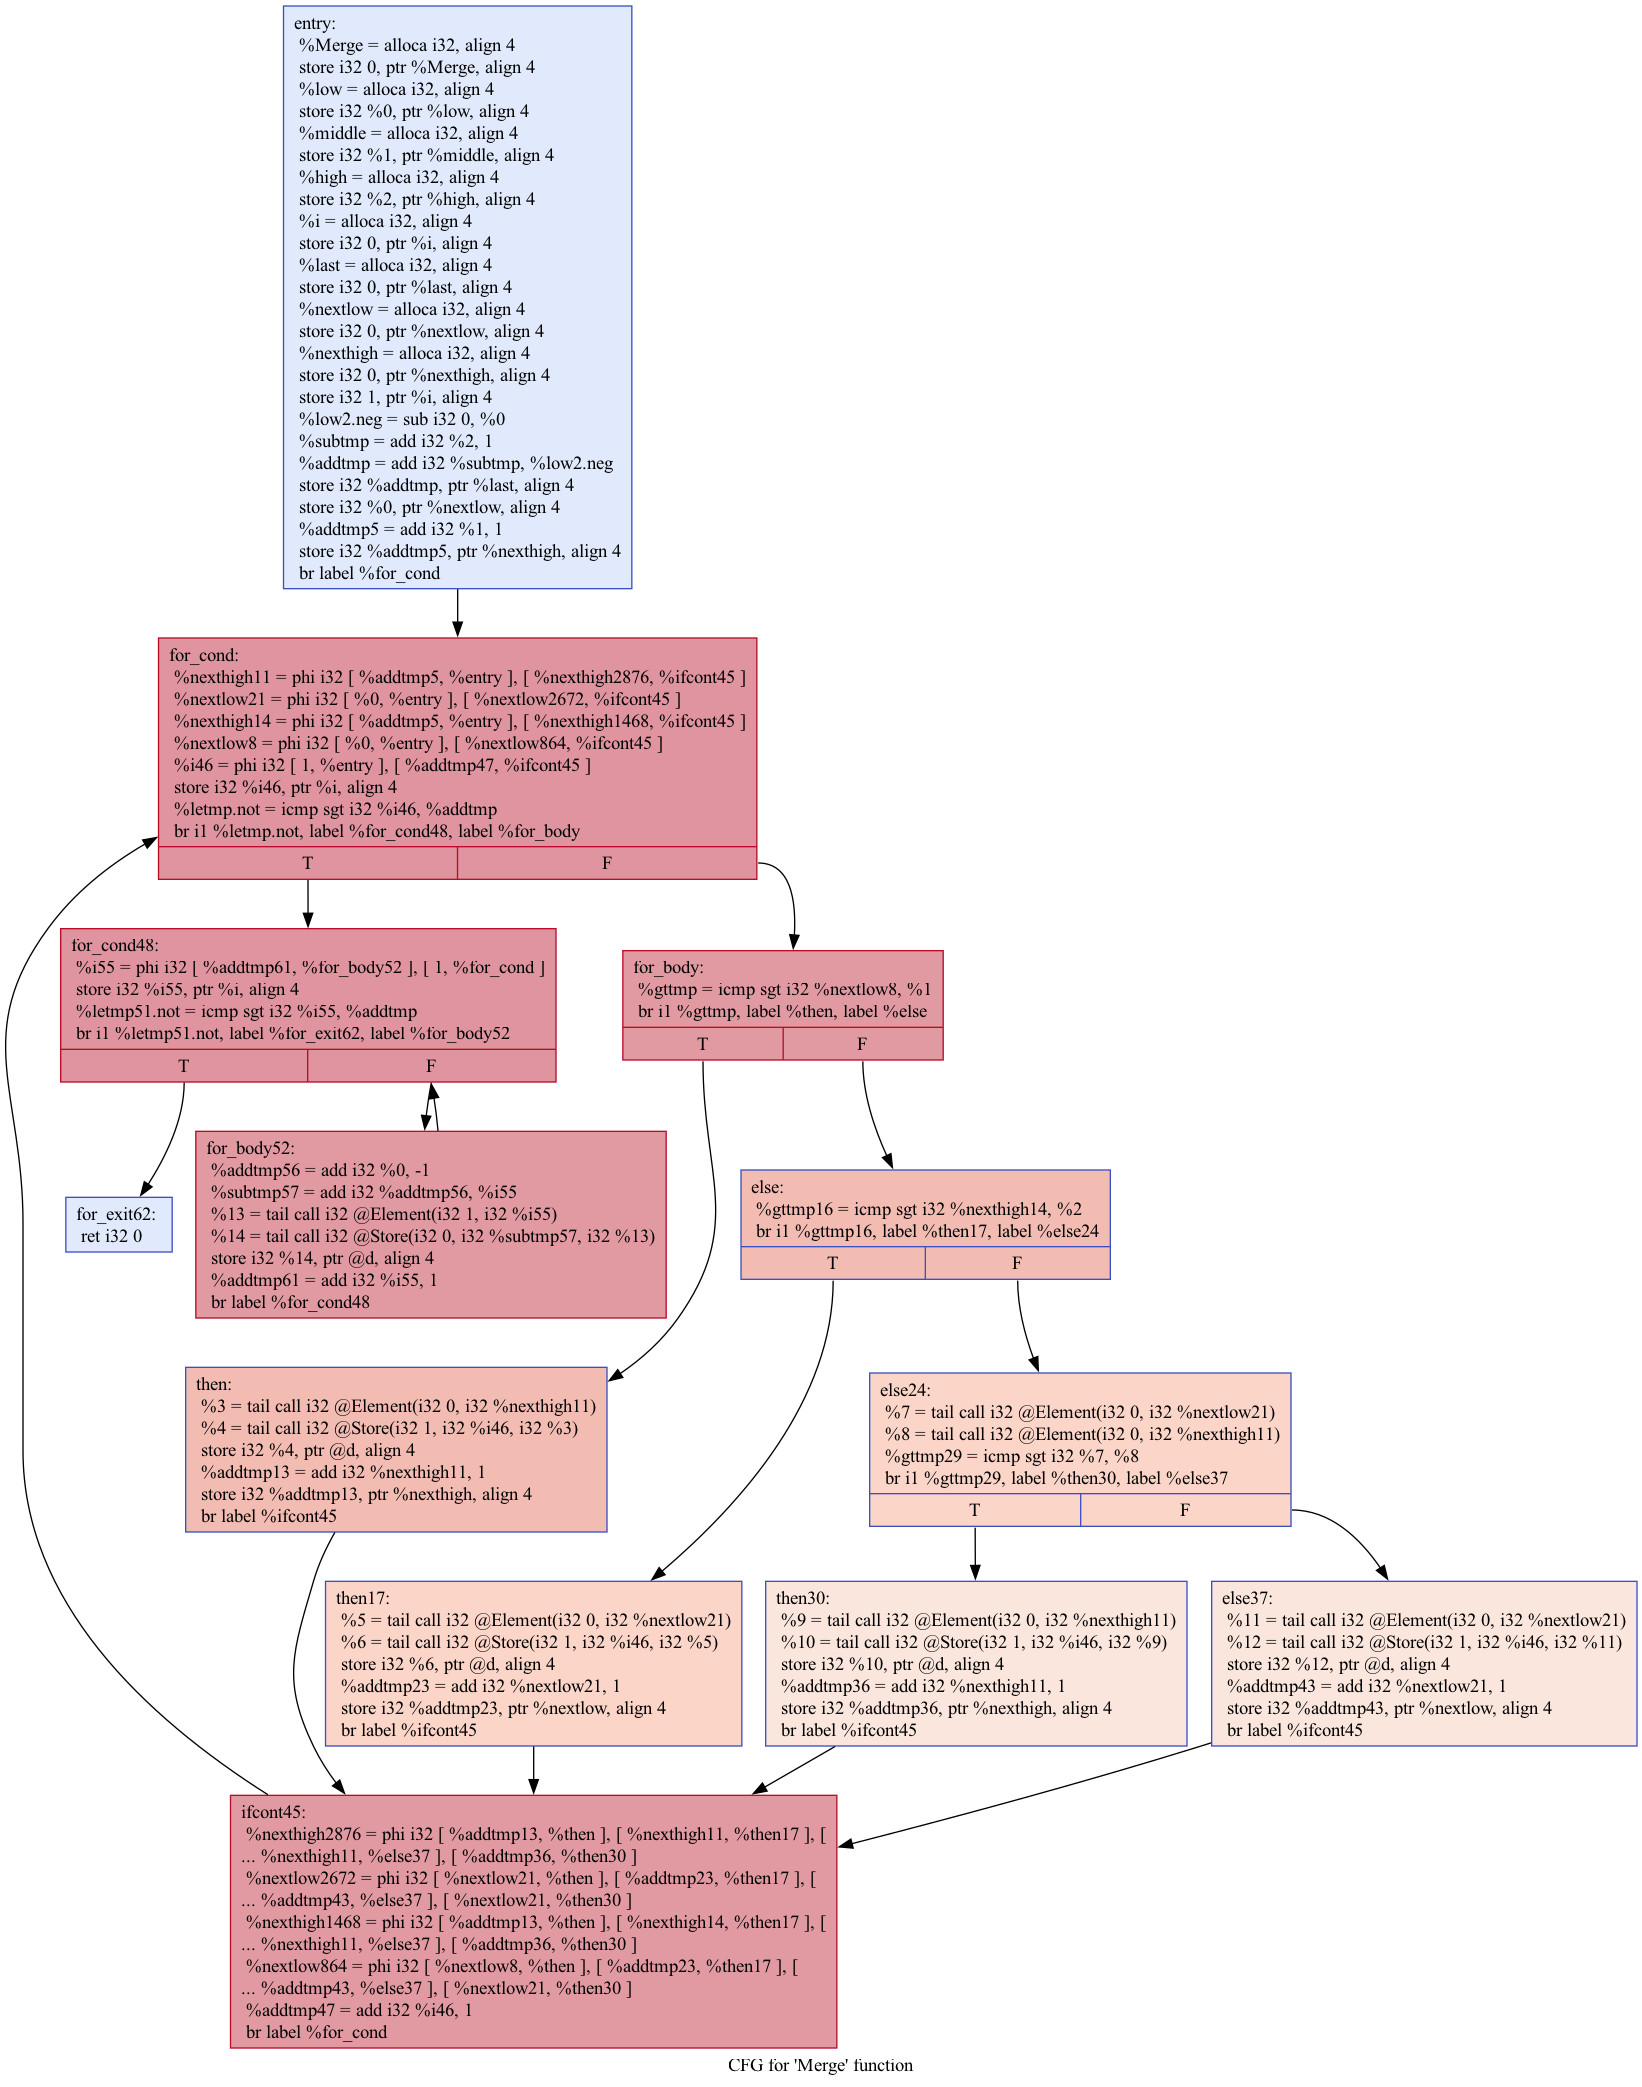 entry:
%Merge = alloca i32, align 4
store i32 0, ptr %Merge, align 4
%low = alloca i32, align 4
store i32 %0, ptr %low, align 4
%middle = alloca i32, align 4
store i32 %1, ptr %middle, align 4
%high = alloca i32, align 4
store i32 %2, ptr %high, align 4
%i = alloca i32, align 4
store i32 0, ptr %i, align 4
%last = alloca i32, align 4
store i32 0, ptr %last, align 4
%nextlow = alloca i32, align 4
store i32 0, ptr %nextlow, align 4
%nexthigh = alloca i32, align 4
store i32 0, ptr %nexthigh, align 4
store i32 1, ptr %i, align 4
%low2.neg = sub i32 0, %0
%subtmp = add i32 %2, 1
%addtmp = add i32 %subtmp, %low2.neg
store i32 %addtmp, ptr %last, align 4
store i32 %0, ptr %nextlow, align 4
%addtmp5 = add i32 %1, 1
store i32 %addtmp5, ptr %nexthigh, align 4
br label %for_cond
for_cond:
%nexthigh11 = phi i32 [ %addtmp5, %entry ], [ %nexthigh2876, %ifcont45 ]
%nextlow21 = phi i32 [ %0, %entry ], [ %nextlow2672, %ifcont45 ]
%nexthigh14 = phi i32 [ %addtmp5, %entry ], [ %nexthigh1468, %ifcont45 ]
%nextlow8 = phi i32 [ %0, %entry ], [ %nextlow864, %ifcont45 ]
%i46 = phi i32 [ 1, %entry ], [ %addtmp47, %ifcont45 ]
store i32 %i46, ptr %i, align 4
%letmp.not = icmp sgt i32 %i46, %addtmp
br i1 %letmp.not, label %for_cond48, label %for_body
T
F
for_cond48:
%i55 = phi i32 [ %addtmp61, %for_body52 ], [ 1, %for_cond ]
store i32 %i55, ptr %i, align 4
%letmp51.not = icmp sgt i32 %i55, %addtmp
br i1 %letmp51.not, label %for_exit62, label %for_body52
T
F
for_body:
%gttmp = icmp sgt i32 %nextlow8, %1
br i1 %gttmp, label %then, label %else
T
F
for_body52:
%addtmp56 = add i32 %0, -1
%subtmp57 = add i32 %addtmp56, %i55
%13 = tail call i32 @Element(i32 1, i32 %i55)
%14 = tail call i32 @Store(i32 0, i32 %subtmp57, i32 %13)
store i32 %14, ptr @d, align 4
%addtmp61 = add i32 %i55, 1
br label %for_cond48
for_exit62:
ret i32 0
else:
%gttmp16 = icmp sgt i32 %nexthigh14, %2
br i1 %gttmp16, label %then17, label %else24
T
F
then:
%3 = tail call i32 @Element(i32 0, i32 %nexthigh11)
%4 = tail call i32 @Store(i32 1, i32 %i46, i32 %3)
store i32 %4, ptr @d, align 4
%addtmp13 = add i32 %nexthigh11, 1
store i32 %addtmp13, ptr %nexthigh, align 4
br label %ifcont45
else24:
%7 = tail call i32 @Element(i32 0, i32 %nextlow21)
%8 = tail call i32 @Element(i32 0, i32 %nexthigh11)
%gttmp29 = icmp sgt i32 %7, %8
br i1 %gttmp29, label %then30, label %else37
T
F
then17:
%5 = tail call i32 @Element(i32 0, i32 %nextlow21)
%6 = tail call i32 @Store(i32 1, i32 %i46, i32 %5)
store i32 %6, ptr @d, align 4
%addtmp23 = add i32 %nextlow21, 1
store i32 %addtmp23, ptr %nextlow, align 4
br label %ifcont45
then30:
%9 = tail call i32 @Element(i32 0, i32 %nexthigh11)
%10 = tail call i32 @Store(i32 1, i32 %i46, i32 %9)
store i32 %10, ptr @d, align 4
%addtmp36 = add i32 %nexthigh11, 1
store i32 %addtmp36, ptr %nexthigh, align 4
br label %ifcont45
else37:
%11 = tail call i32 @Element(i32 0, i32 %nextlow21)
%12 = tail call i32 @Store(i32 1, i32 %i46, i32 %11)
store i32 %12, ptr @d, align 4
%addtmp43 = add i32 %nextlow21, 1
store i32 %addtmp43, ptr %nextlow, align 4
br label %ifcont45
ifcont45:
%nexthigh2876 = phi i32 [ %addtmp13, %then ], [ %nexthigh11, %then17 ], [
... %nexthigh11, %else37 ], [ %addtmp36, %then30 ]
%nextlow2672 = phi i32 [ %nextlow21, %then ], [ %addtmp23, %then17 ], [
... %addtmp43, %else37 ], [ %nextlow21, %then30 ]
%nexthigh1468 = phi i32 [ %addtmp13, %then ], [ %nexthigh14, %then17 ], [
... %nexthigh11, %else37 ], [ %addtmp36, %then30 ]
%nextlow864 = phi i32 [ %nextlow8, %then ], [ %addtmp23, %then17 ], [
... %addtmp43, %else37 ], [ %nextlow21, %then30 ]
%addtmp47 = add i32 %i46, 1
br label %for_cond
CFG for 'Merge' function